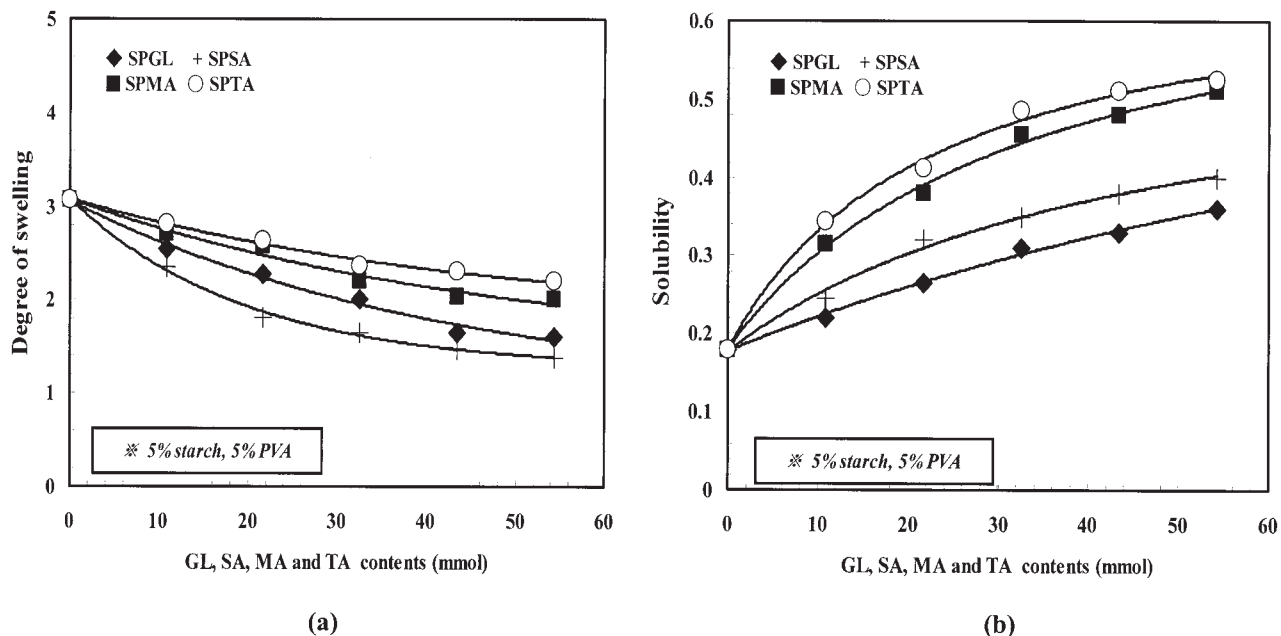 5
4
3
2
1
0
Degree of swelling
◆ SPGL + SPSA
■ SPMA ○ SPTA
※ 5% starch, 5% PVA
0 10 20 30 40 50 60
GL, SA, MA and TA contents (mmol)
(a)
0.6
0.5
0.4
0.3
0.2
0.1
0
Solubility
◆ SPGL + SPSA
■ SPMA ○ SPTA
※ 5% starch, 5% PVA
0 10 20 30 40 50 60
GL, SA, MA and TA contents (mmol)
(b)